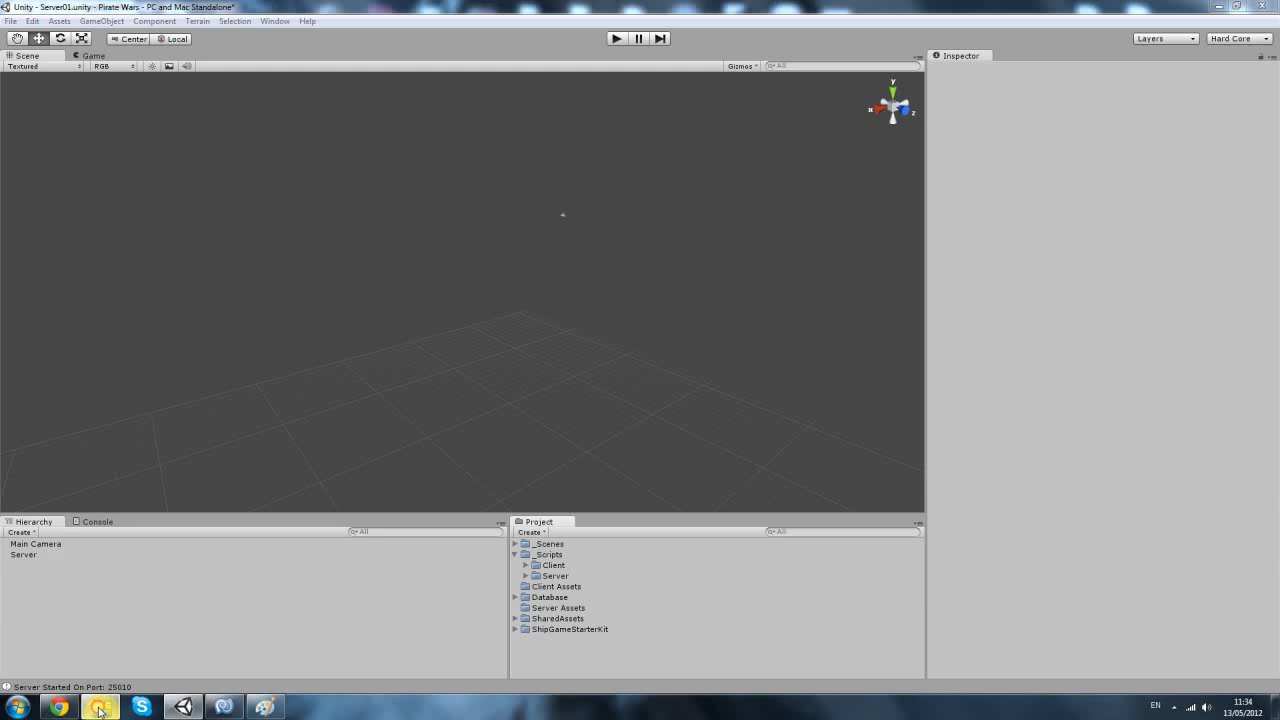 Unity - Server01.unity - Pirate Wars - PC and Mac Standalone*
File Edit Assets GameObject Component Terrain Selection Window Help
Center Local Layers Hard Core
Scene Game Inspector
Textured RGB Gizmos All
y
x z
Hierarchy Console Project
Create All Create All
Main Camera
Server
_Scenes
_Scripts
Client
Server
Client Assets
Database
Server Assets
SharedAssets
ShipGameStarterKit
Server Started On Port: 25010
EN 11:34
13/05/2012